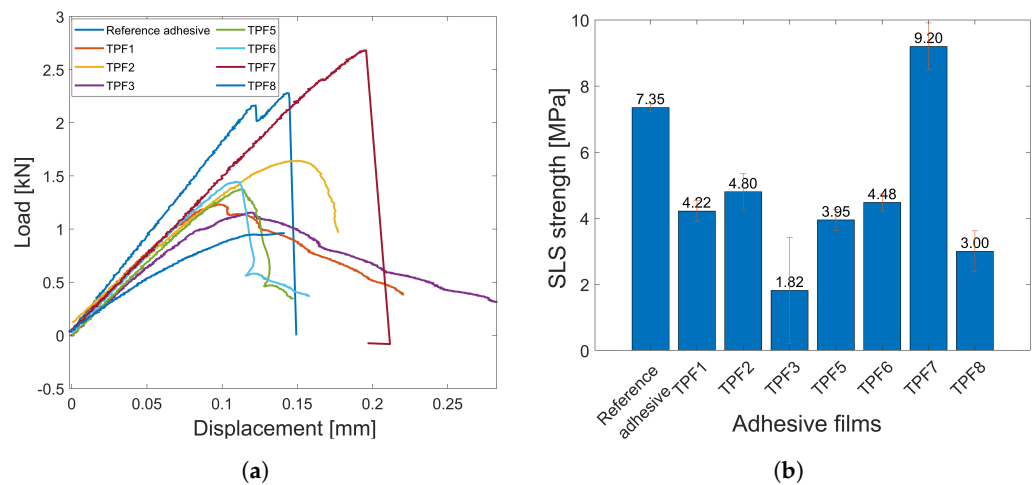 3
2.5
2
1.5
1
0.5
0
-0.5
Load [kN]
Reference adhesive
TPF1
TPF2
TPF3
TPF5
TPF6
TPF7
TPF8
0
0.05
0.1
0.15
0.2
0.25
Displacement [mm]
(a)
10
8
6
4
2
0
SLS strength [MPa]
7.35
4.22
4.80
1.82
3.95
4.48
9.20
3.00
Reference
adhesive
TPF1
TPF2
TPF3
TPF5
TPF6
TPF7
TPF8
Adhesive films
(b)